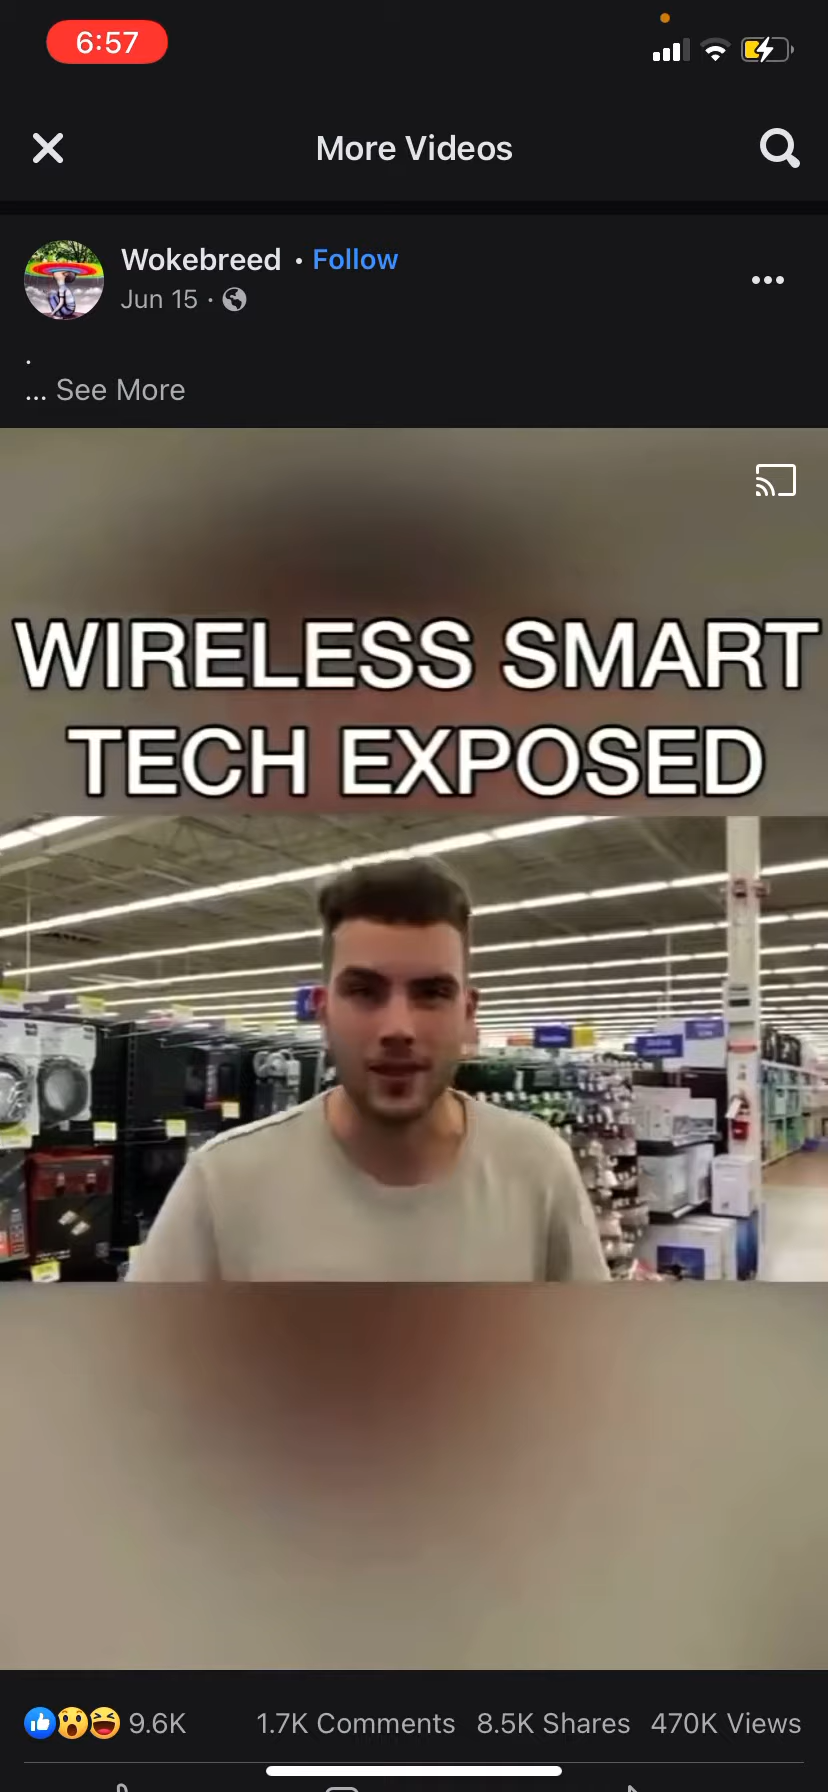 6:57
More Videos
Wokebreed • Follow
Jun 15 •
.
... See More
WIRELESS SMART
TECH EXPOSED
9.6K 1.7K Comments 8.5K Shares 470K Views